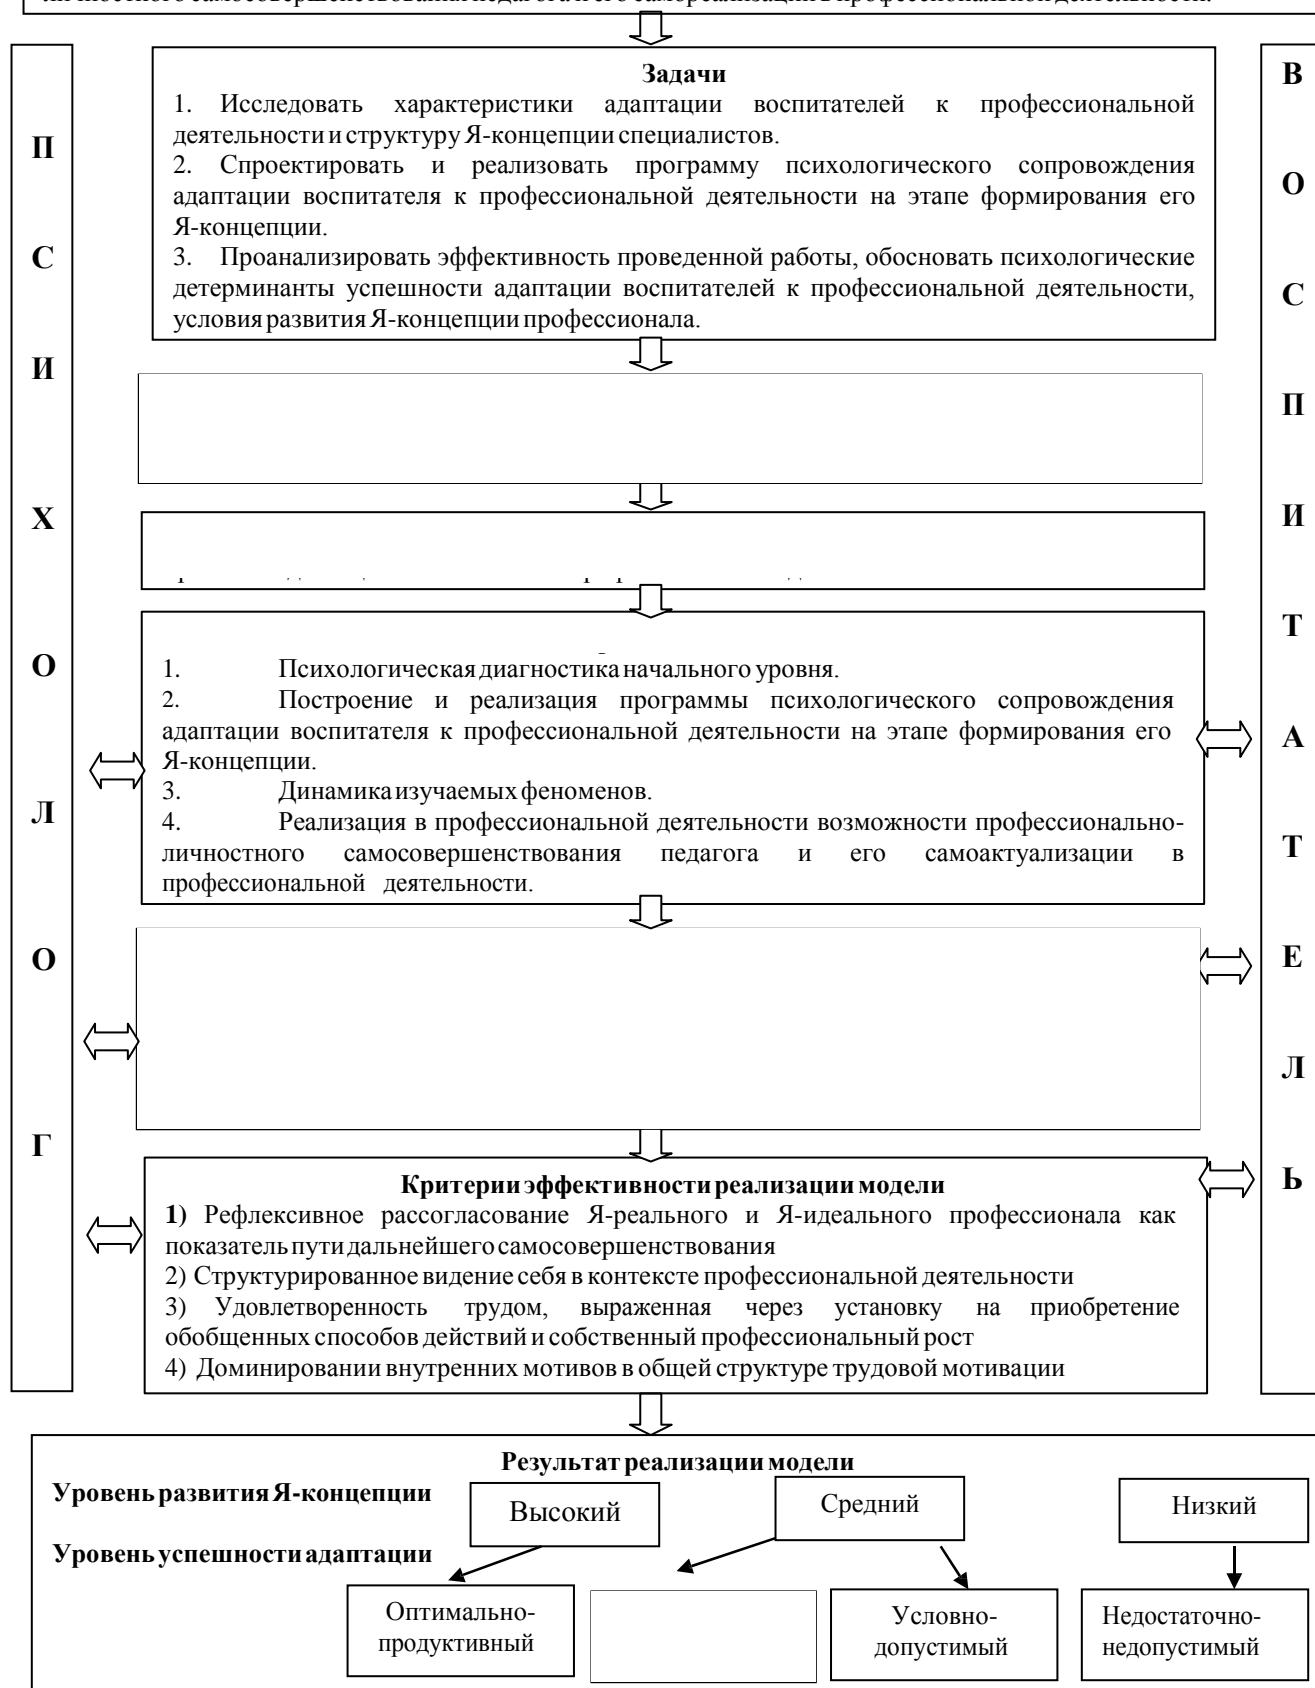 Задачи
1. Исследовать характеристики адаптации воспитателей к профессиональной
деятельности и структуру Я-концепции специалистов.
2. Спроектировать и реализовать программу психологического сопровождения
адаптации воспитателя к профессиональной деятельности на этапе формирования его
Я-концепции.
3. Проанализировать эффективность проведенной работы, обосновать психологические
детерминанты успешности адаптации воспитателей к профессиональной деятельности,
условия развития Я-концепции профессионала.
П
С
И
Х
О
Л
О
Г
1. Психологическая диагностика начального уровня.
2. Построение и реализация программы психологического сопровождения
адаптации воспитателя к профессиональной деятельности на этапе формирования его
Я-концепции.
3. Динамика изучаемых феноменов.
4. Реализация в профессиональной деятельности возможности профессионально-
личностного самосовершенствования педагога и его самоактуализации в
профессиональной деятельности.
В
О
С
П
И
Т
А
Т
Е
Л
Ь
Критерии эффективности реализации модели
1) Рефлексивное рассогласование Я-реального и Я-идеального профессионала как
показатель пути дальнейшего самосовершенствования
2) Структурированное видение себя в контексте профессиональной деятельности
3) Удовлетворенность трудом, выраженная через установку на приобретение
обобщенных способов действий и собственный профессиональный рост
4) Доминировании внутренних мотивов в общей структуре трудовой мотивации
Результат реализации модели
Уровень развития Я-концепции
Высокий
Средний
Низкий
Уровень успешности адаптации
Оптимально-
продуктивный
Условно-
допустимый
Недостаточно-
недопустимый